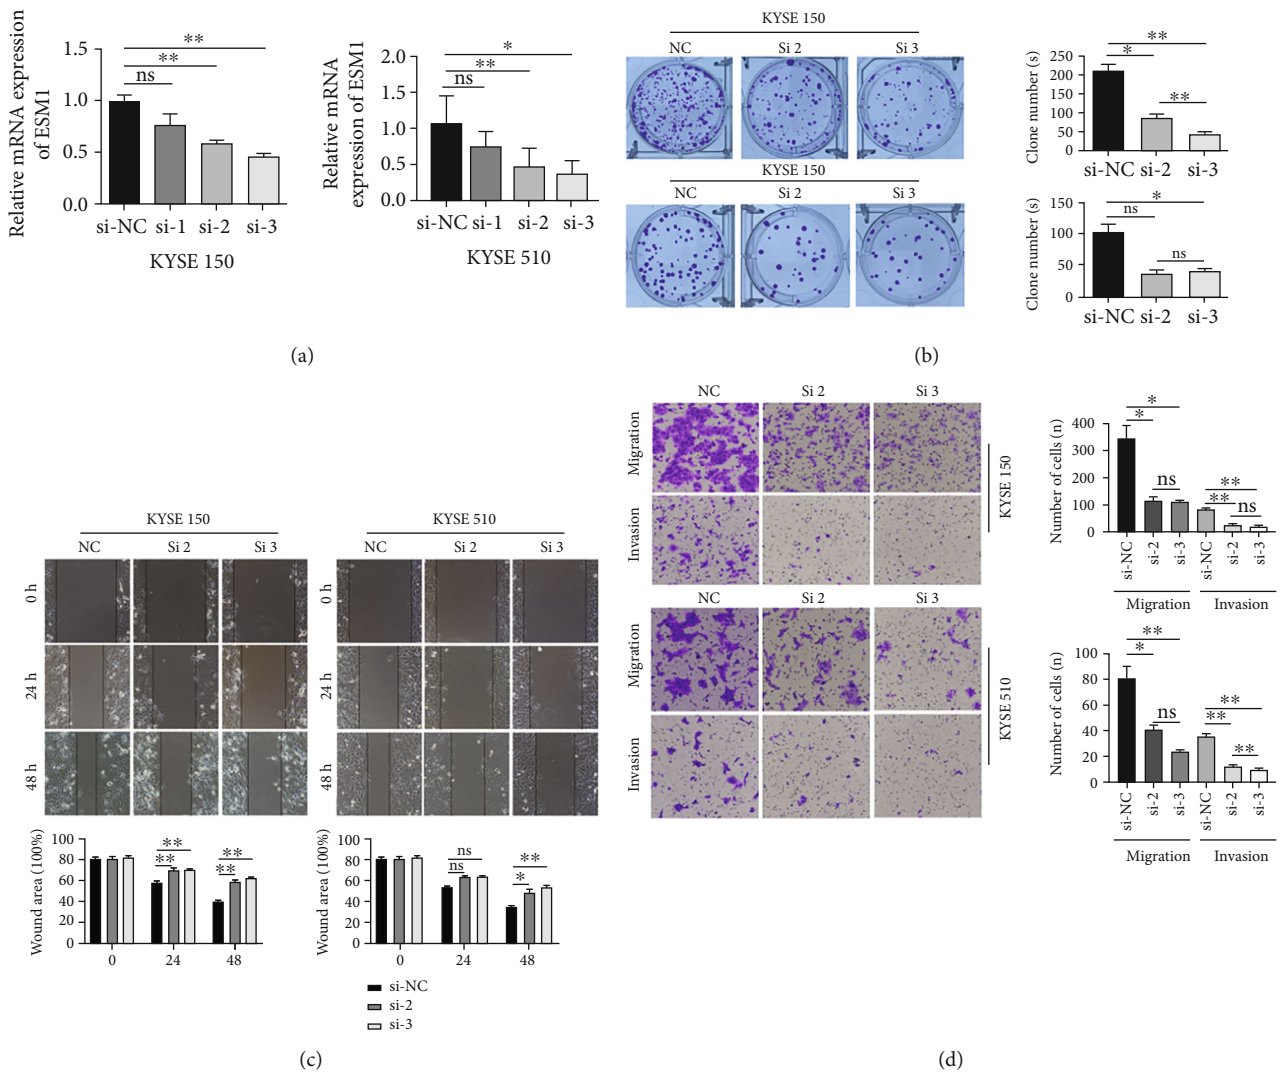 Relative mRNA expression
of ESM1
1.5
1.0
0.5
0.0
**
**
ns
si-NC si-1 si-2 si-3
KYSE 150
Relative mRNA
expression of ESM1
2.0
1.5
1.0
0.5
0.0
*
**
ns
si-NC si-1 si-2 si-3
KYSE 510
(a)
KYSE 150
NC Si 2 Si 3
KYSE 150
NC Si 2 Si 3
Clone number (s)
250
200
150
100
50
0
**
*
**
si-NC si-2 si-3
Clone number (s)
150
100
50
0
*
ns
ns
si-NC si-2 si-3
(b)
KYSE 150
NC Si 2 Si 3
0 h
24 h
48 h
KYSE 510
NC Si 2 Si 3
0 h
24 h
48 h
Wound area (100%)
100
80
60
40
20
0
**
**
**
**
0 24 48
Wound area (100%)
100
80
60
40
20
0
ns
ns
**
*
0 24 48
si-NC
si-2
si-3
(c)
NC Si 2 Si 3
Migration
Invasion
KYSE 150
NC Si 2 Si 3
Migration
Invasion
KYSE 510
Number of cells (n)
400
300
200
100
0
*
*
ns
**
**
ns
si-NC si-2 si-3 si-NC si-2 si-3
Migration Invasion
Number of cells (n)
100
80
60
40
20
0
**
*
ns
**
**
**
si-NC si-2 si-3 si-NC si-2 si-3
Migration Invasion
(d)